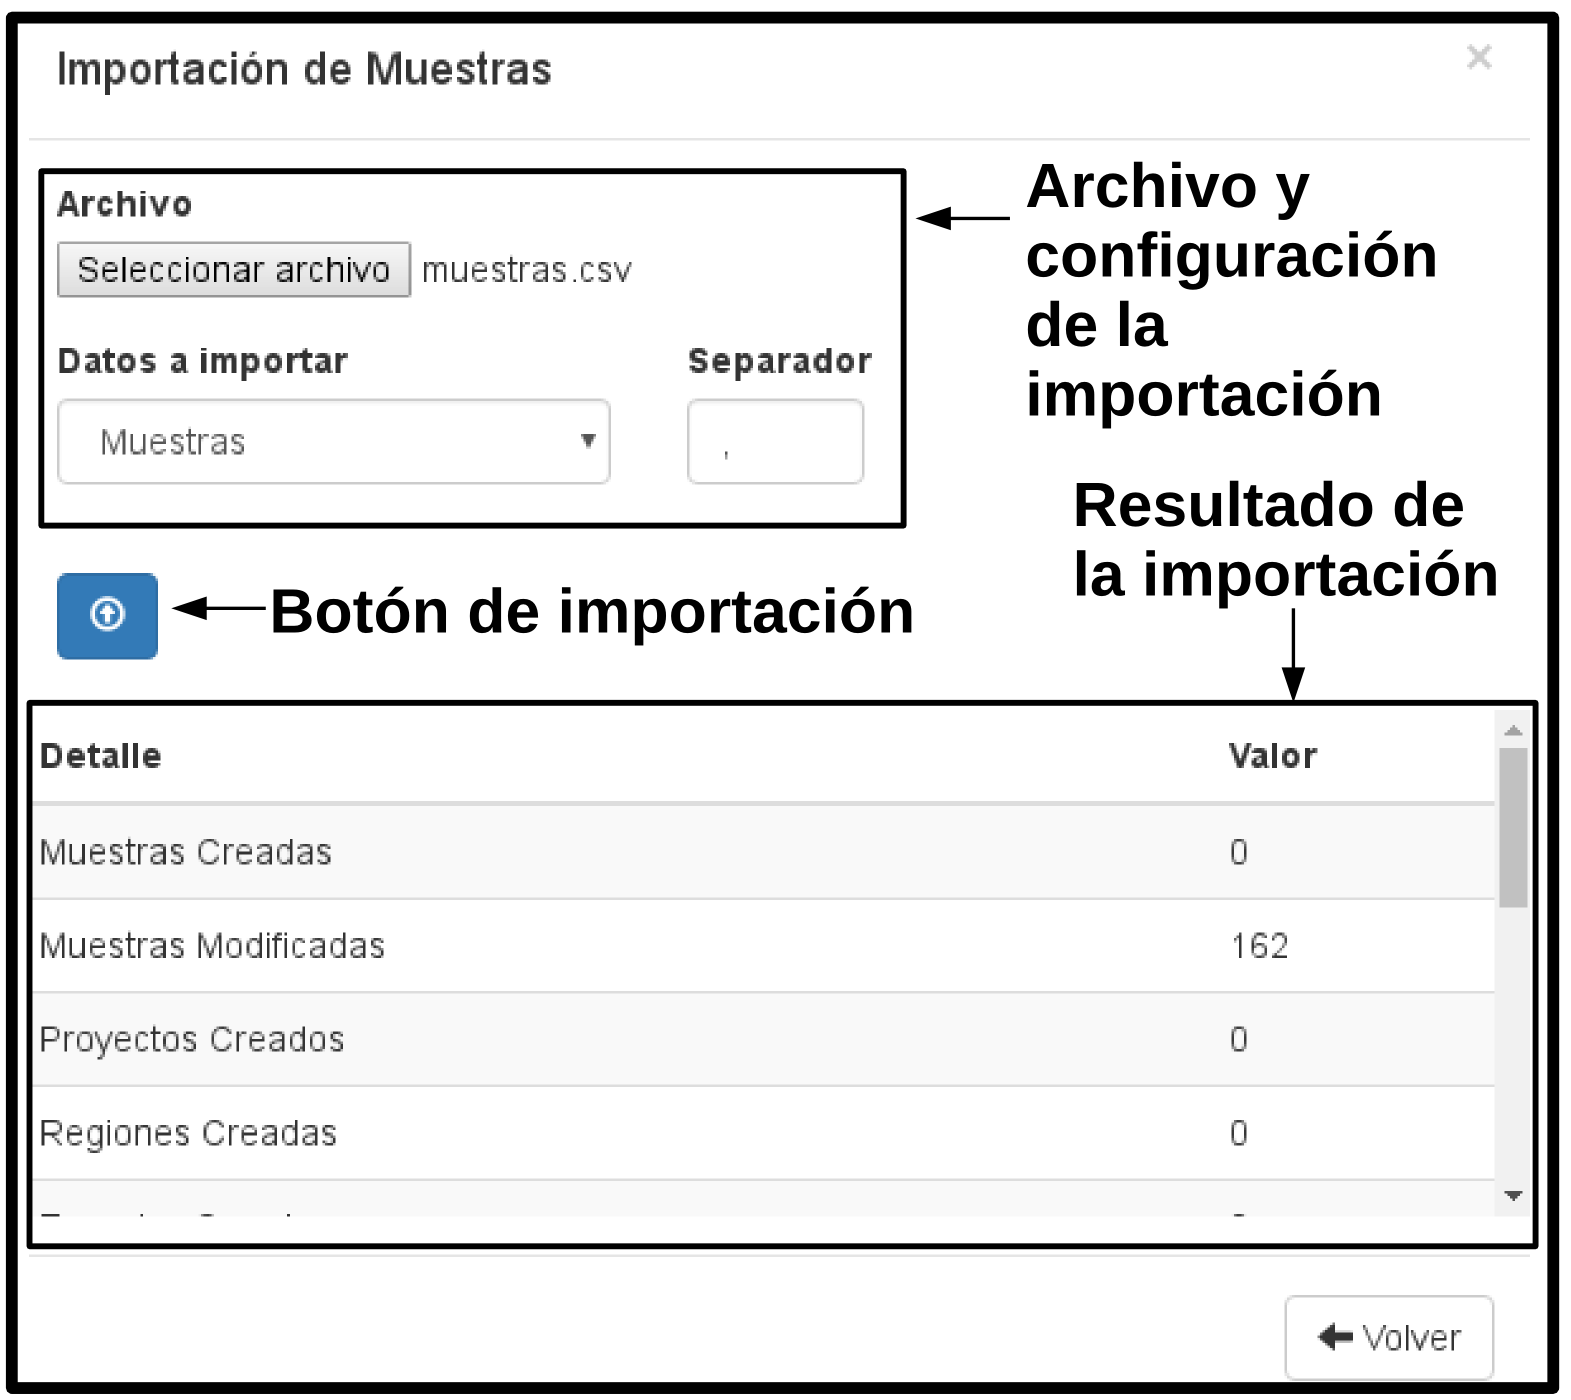 Importación de Muestras
×
Archivo
Seleccionar archivo muestras.csv
Datos a importar
Separador
Muestras
,
Archivo y
configuración
de la
importación
Resultado de
la importación
Botón de importación
Detalle Valor
Muestras Creadas 0
Muestras Modificadas 162
Proyectos Creados 0
Regiones Creadas 0
Volver